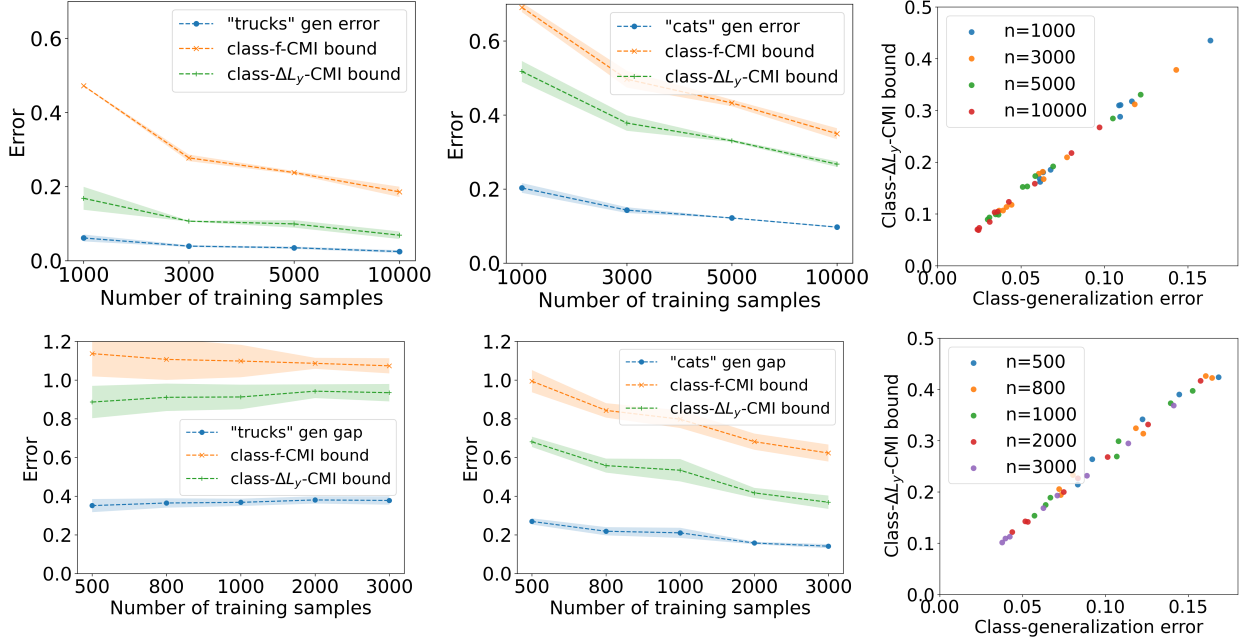 "trucks" gen error
class-f-CMI bound
class-ΔL_y-CMI bound
0.6
0.4
0.2
0.0
Error
1000 3000 5000 10000
Number of training samples
"cats" gen error
class-f-CMI bound
class-ΔL_y-CMI bound
0.6
0.4
0.2
0.0
Error
1000 3000 5000 10000
Number of training samples
n=1000
n=3000
n=5000
n=10000
0.5
0.4
0.3
0.2
0.1
0.0
Class-ΔL_y-CMI bound
0.00 0.05 0.10 0.15
Class-generalization error
1.2
1.0
0.8
0.6
0.4
0.2
0.0
Error
"trucks" gen gap
class-f-CMI bound
class-ΔL_y-CMI bound
500 800 1000 2000 3000
Number of training samples
1.2
1.0
0.8
0.6
0.4
0.2
0.0
Error
"cats" gen gap
class-f-CMI bound
class-ΔL_y-CMI bound
500 800 1000 2000 3000
Number of training samples
0.5
0.4
0.3
0.2
0.1
0.0
Class-ΔL_y-CMI bound
n=500
n=800
n=1000
n=2000
n=3000
0.00 0.05 0.10 0.15
Class-generalization error